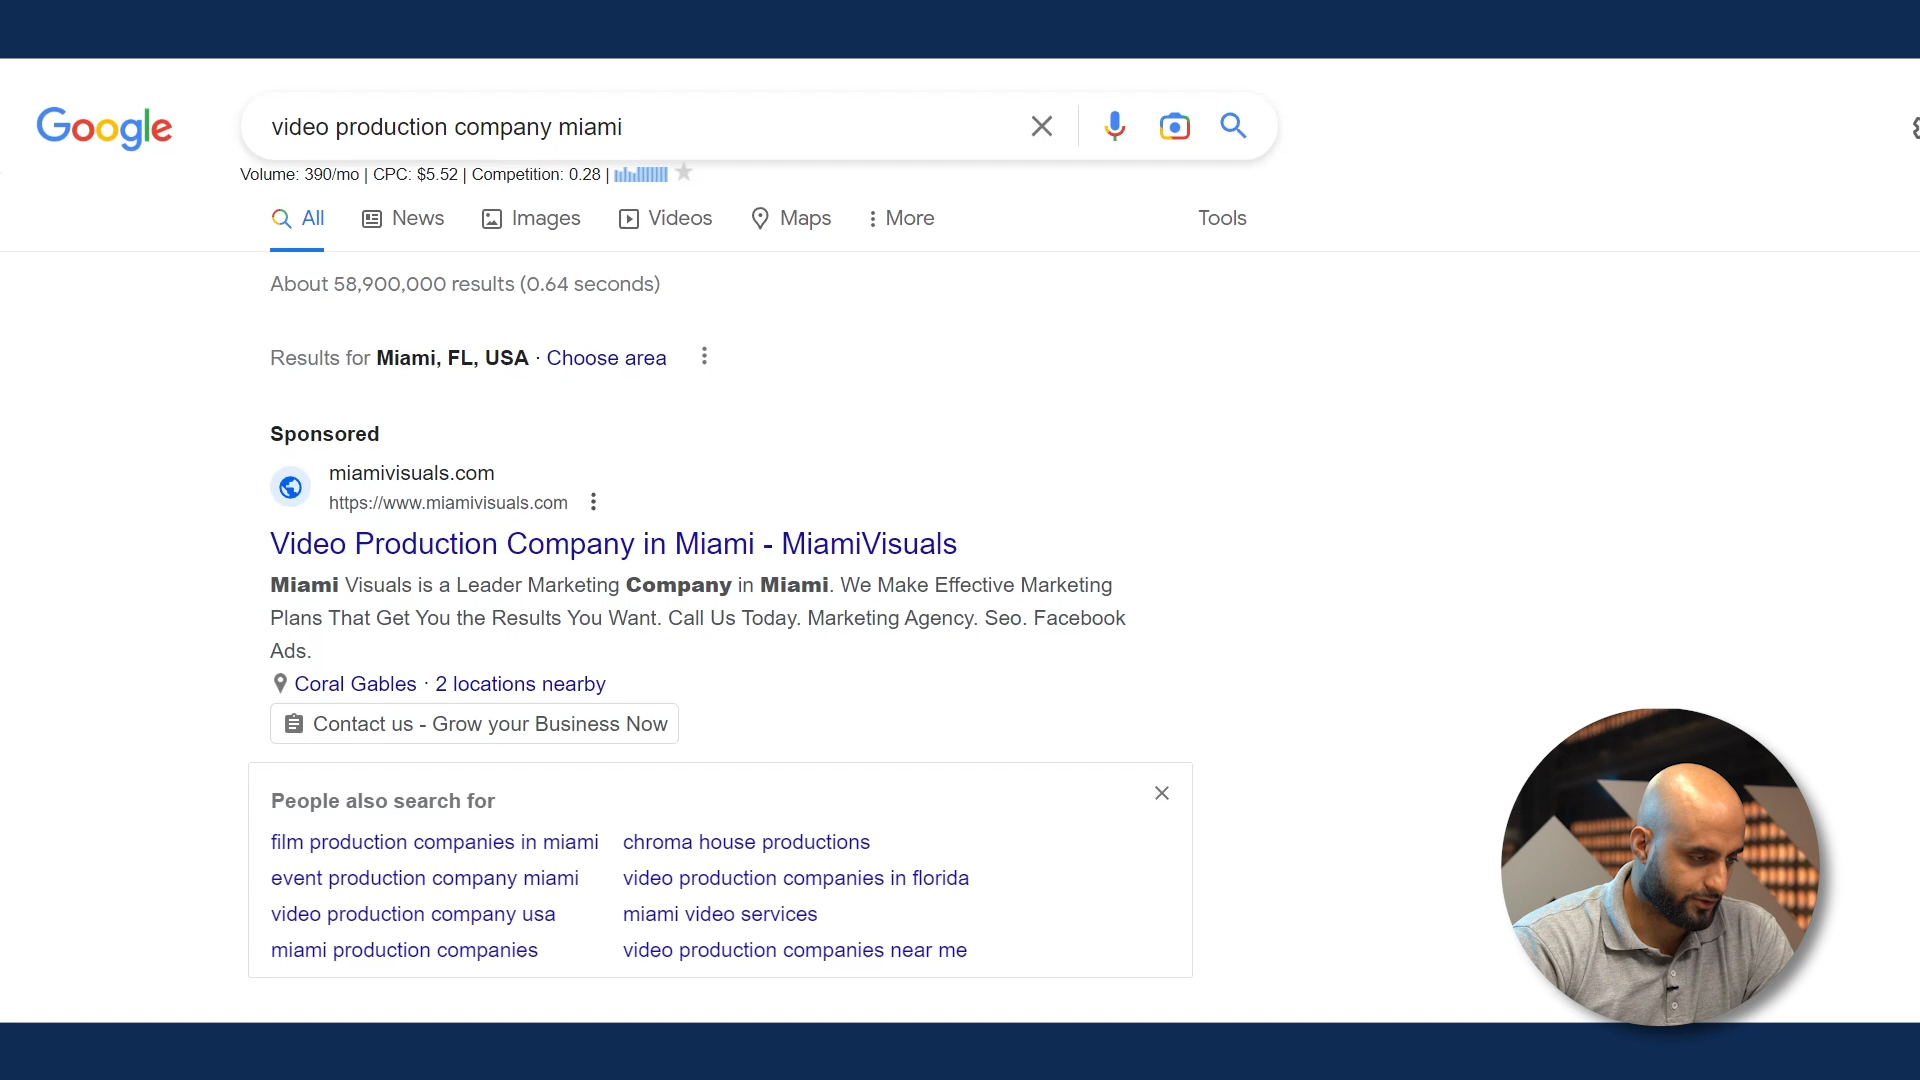 Google
video production company miami
Volume: 390/mo | CPC: $5.52 | Competition: 0.28 |
All
News
Images
Videos
Maps
More
Tools
About 58,900,000 results (0.64 seconds)
Results for Miami, FL, USA · Choose area
Sponsored
miamivisuals.com
https://www.miamivisuals.com
Video Production Company in Miami - MiamiVisuals
Miami Visuals is a Leader Marketing Company in Miami. We Make Effective Marketing
Plans That Get You the Results You Want. Call Us Today. Marketing Agency. Seo. Facebook
Ads.
Coral Gables · 2 locations nearby
Contact us - Grow your Business Now
People also search for
film production companies in miami
chroma house productions
event production company miami
video production companies in florida
video production company usa
miami video services
miami production companies
video production companies near me